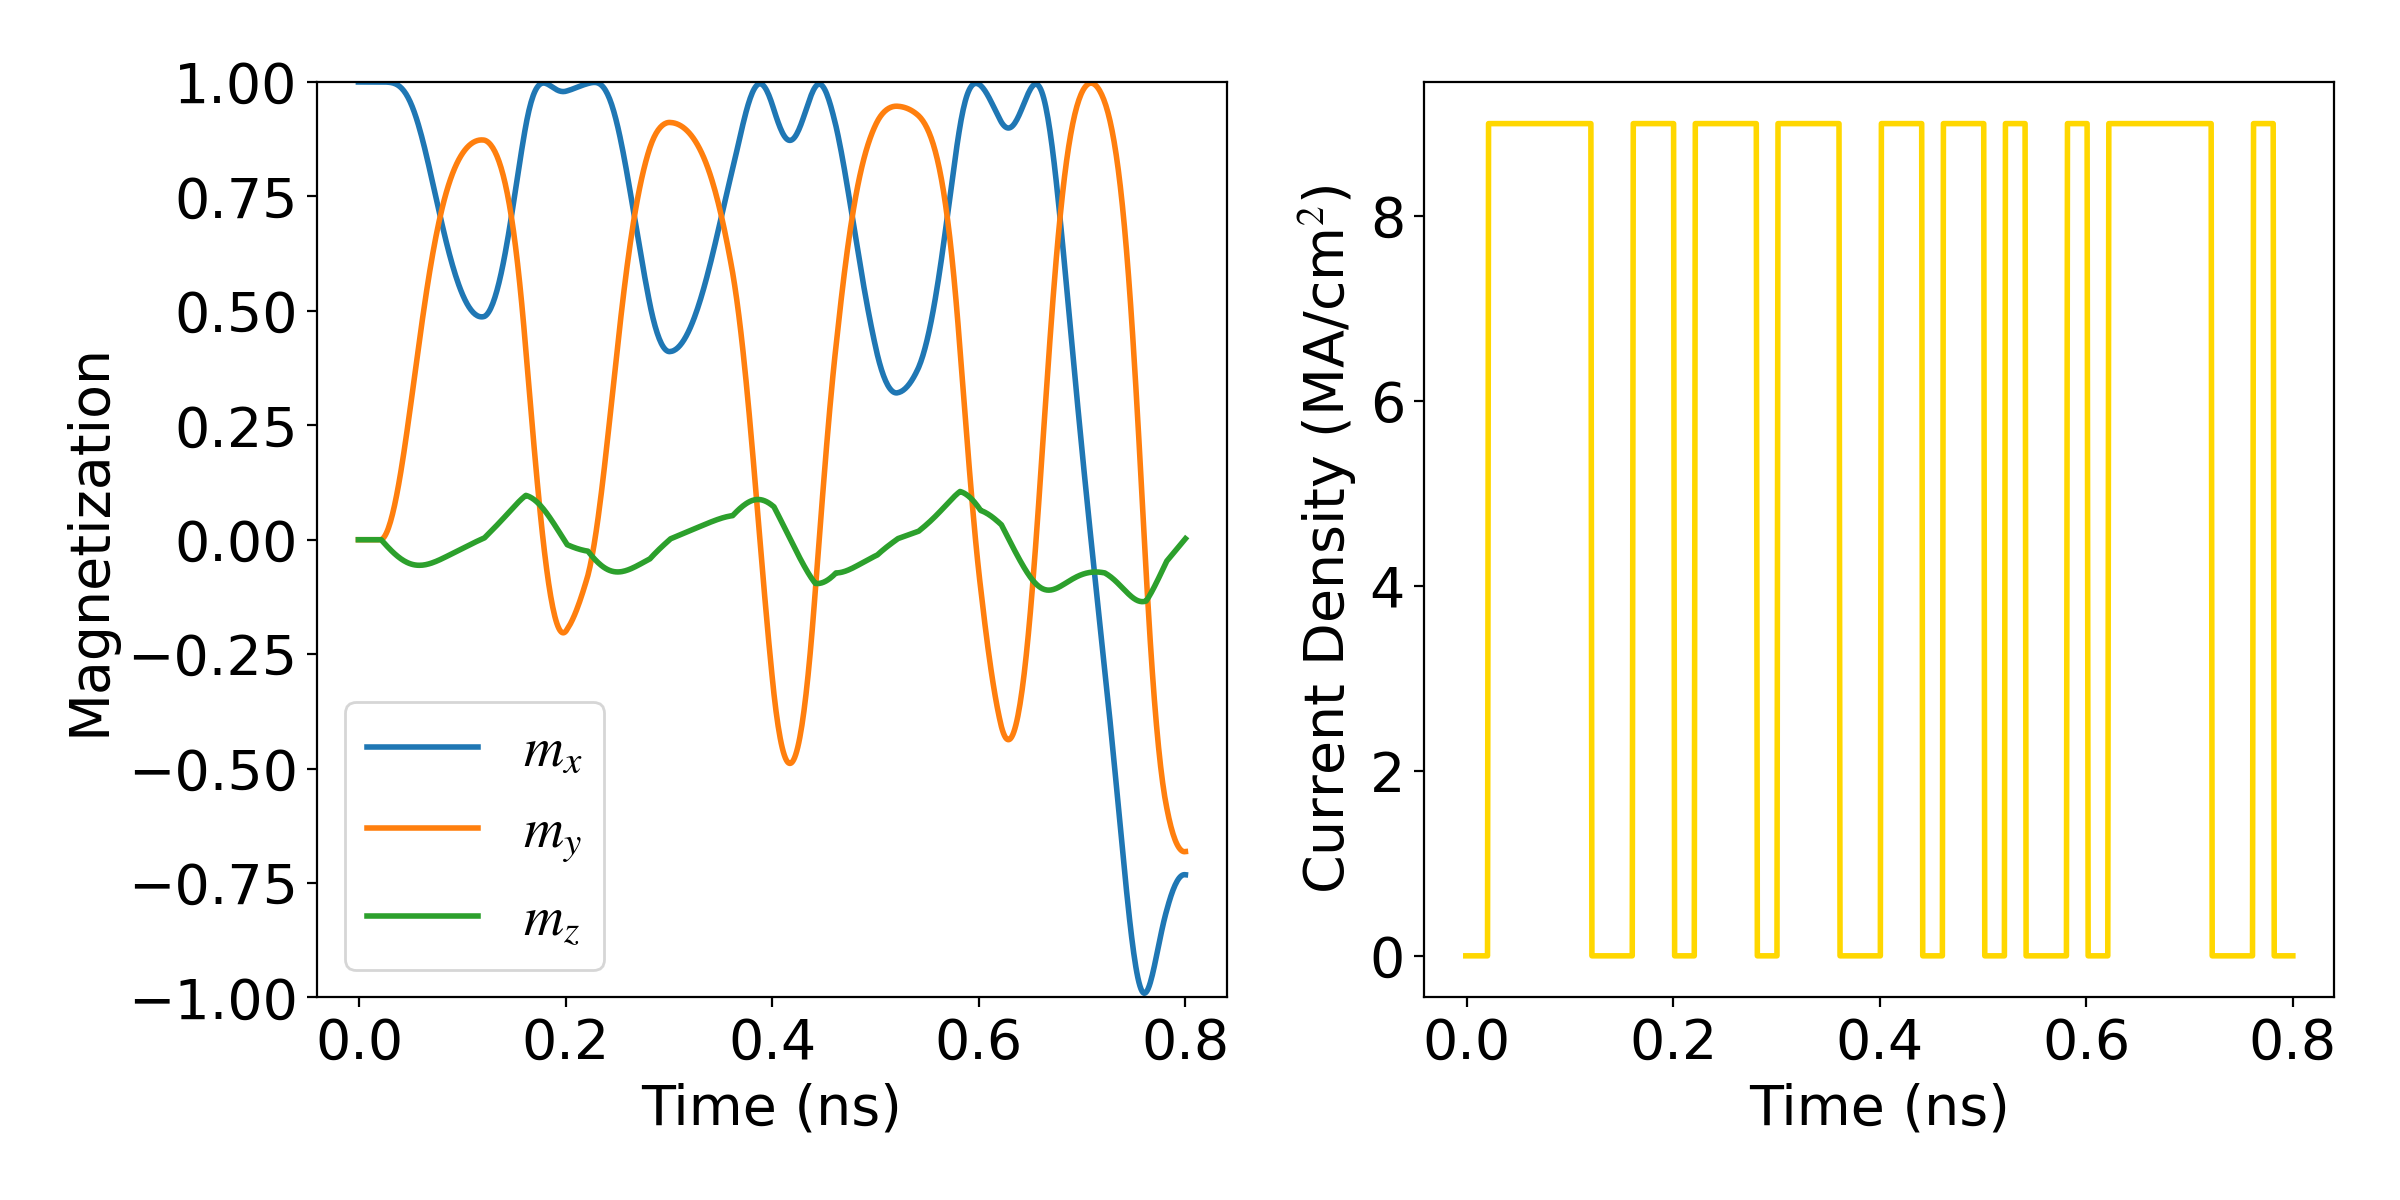 Magnetization
1.00
0.75
0.50
0.25
0.00
−0.25
−0.50
−0.75
−1.00
m_x
m_y
m_z
0.0 0.2 0.4 0.6 0.8
Time (ns)
Current Density (MA/cm²)
8
6
4
2
0
0.0 0.2 0.4 0.6 0.8
Time (ns)